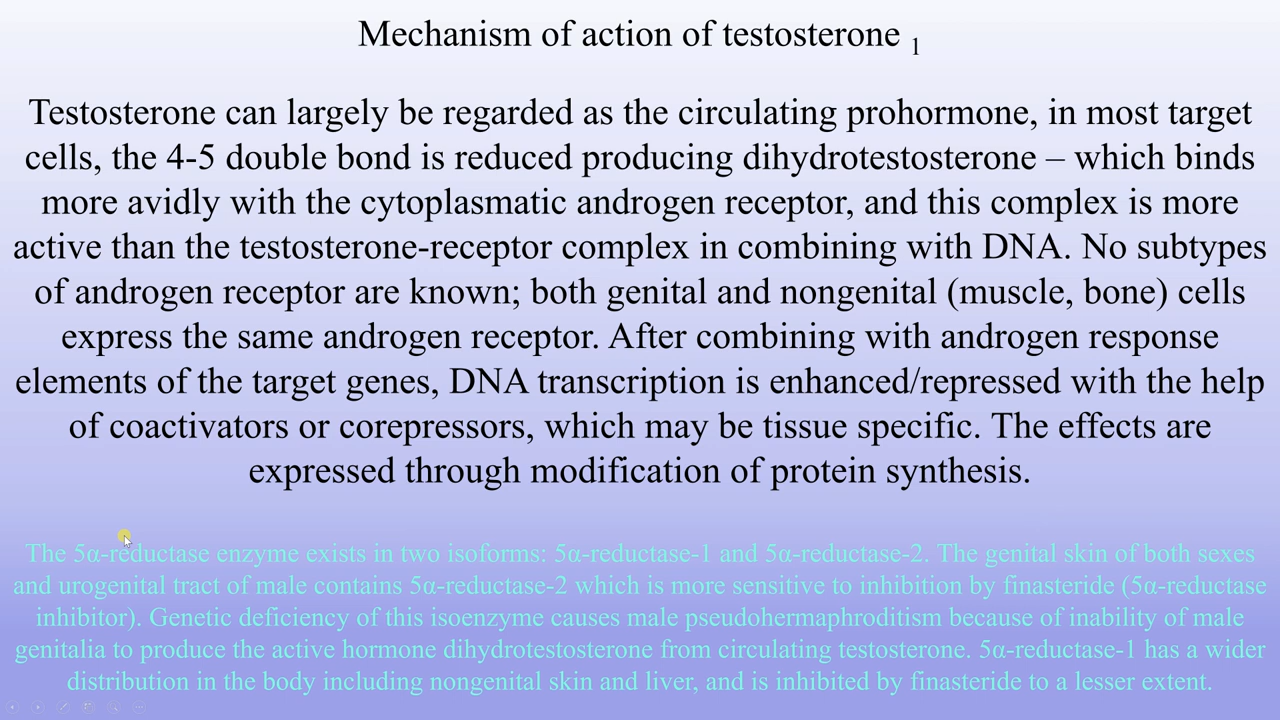 Mechanism of action of testosterone 1
Testosterone can largely be regarded as the circulating prohormone, in most target
cells, the 4-5 double bond is reduced producing dihydrotestosterone – which binds
more avidly with the cytoplasmatic androgen receptor, and this complex is more
active than the testosterone-receptor complex in combining with DNA. No subtypes
of androgen receptor are known; both genital and nongenital (muscle, bone) cells
express the same androgen receptor. After combining with androgen response
elements of the target genes, DNA transcription is enhanced/repressed with the help
of coactivators or corepressors, which may be tissue specific. The effects are
expressed through modification of protein synthesis.
The 5α-reductase enzyme exists in two isoforms: 5α-reductase-1 and 5α-reductase-2. The genital skin of both sexes
and urogenital tract of male contains 5α-reductase-2 which is more sensitive to inhibition by finasteride (5α-reductase
inhibitor). Genetic deficiency of this isoenzyme causes male pseudohermaphroditism because of inability of male
genitalia to produce the active hormone dihydrotestosterone from circulating testosterone. 5α-reductase-1 has a wider
distribution in the body including nongenital skin and liver, and is inhibited by finasteride to a lesser extent.